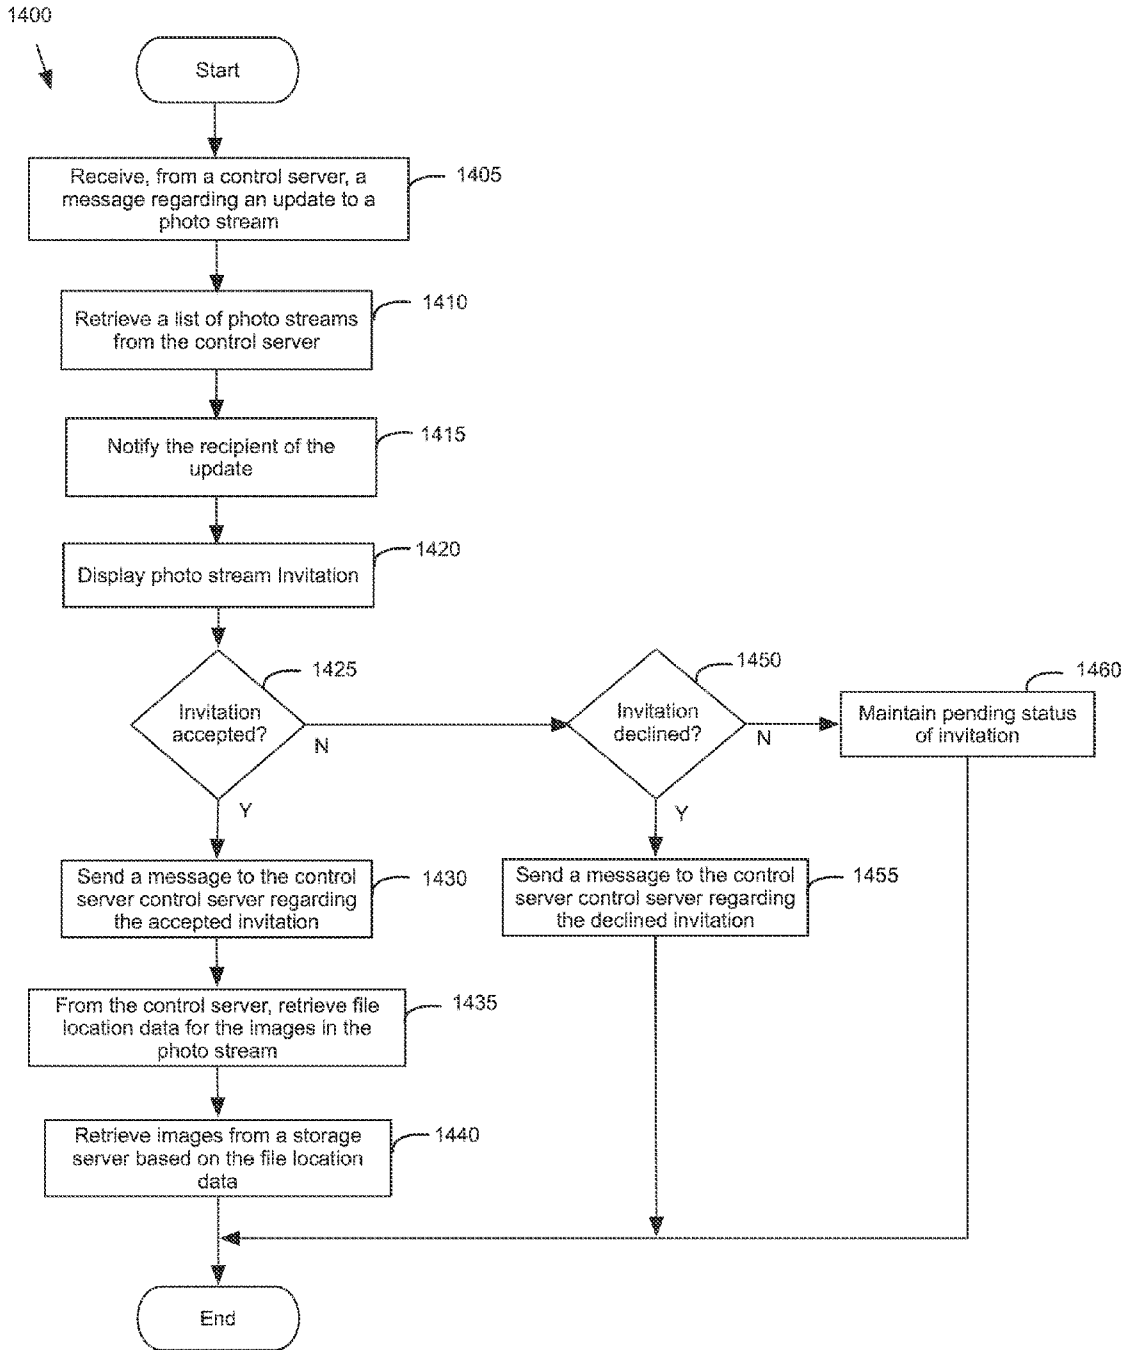 1400
Start
Receive, from a control server, a
message regarding an update to a
photo stream
1405
Retrieve a list of photo streams
from the control server
1410
Notify the recipient of the
update
1415
Display photo stream Invitation
1420
Invitation
accepted?
1425
N
Y
Invitation
declined?
1450
N
Y
Maintain pending status
of invitation
1460
Send a message to the control
server control server regarding
the accepted invitation
1430
Send a message to the control
server control server regarding
the declined invitation
1455
From the control server, retrieve file
location data for the images in the
photo stream
1435
Retrieve images from a storage
server based on the file location
data
1440
End